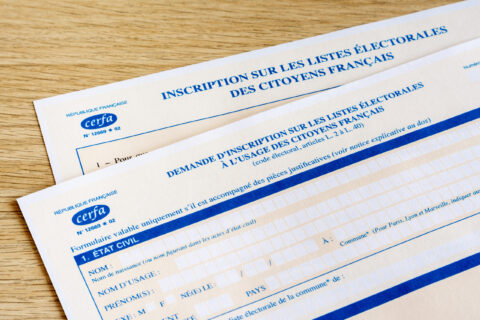 RÉPUBLIQUE FRANÇAISE
cerfa
N° 12669 * 02
INSCRIPTION SUR LES LISTES ÉLECTORALES
DES CITOYENS FRANÇAIS
RÉPUBLIQUE FRANÇAISE
cerfa
N° 12669 * 02
DEMANDE D'INSCRIPTION SUR LES LISTES ÉLECTORALES
À L'USAGE DES CITOYENS FRANÇAIS
(code électoral, articles L. 2 à L. 40)
Formulaire valable uniquement s'il est accompagné des pièces justificatives (voir notice explicative au dos)
1. ÉTAT CIVIL
NOM :
Nom de naissance (ou nom figurant dans les actes d'état civil)
NOM D'USAGE :
PRÉNOM(S) :
M F NÉ(E) LE : / / À : Commune* (Pour Paris, Lyon et Marseille, indiquer
PAYS :
liste électorale de la commune* de :